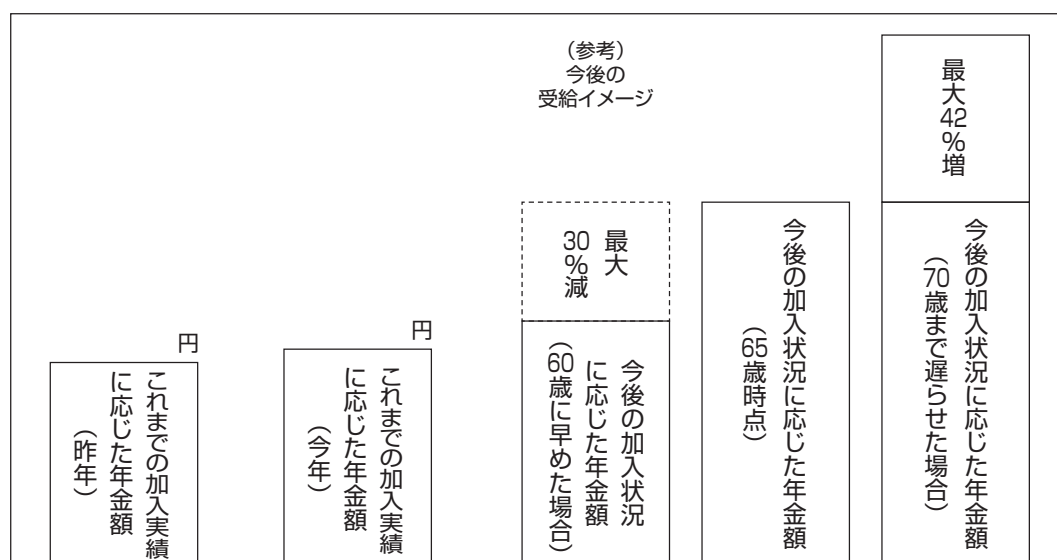 円
これまでの加入実績
に応じた年金額
（昨年）
円
これまでの加入実績
に応じた年金額
（今年）
（参考）
今後の
受給イメージ
最大
30%減
今後の加入状況
に応じた年金額
（60歳に早めた場合）
今後の加入状況に応じた年金額
（65歳時点）
最大42%増
今後の加入状況に応じた年金額
（70歳まで遅らせた場合）